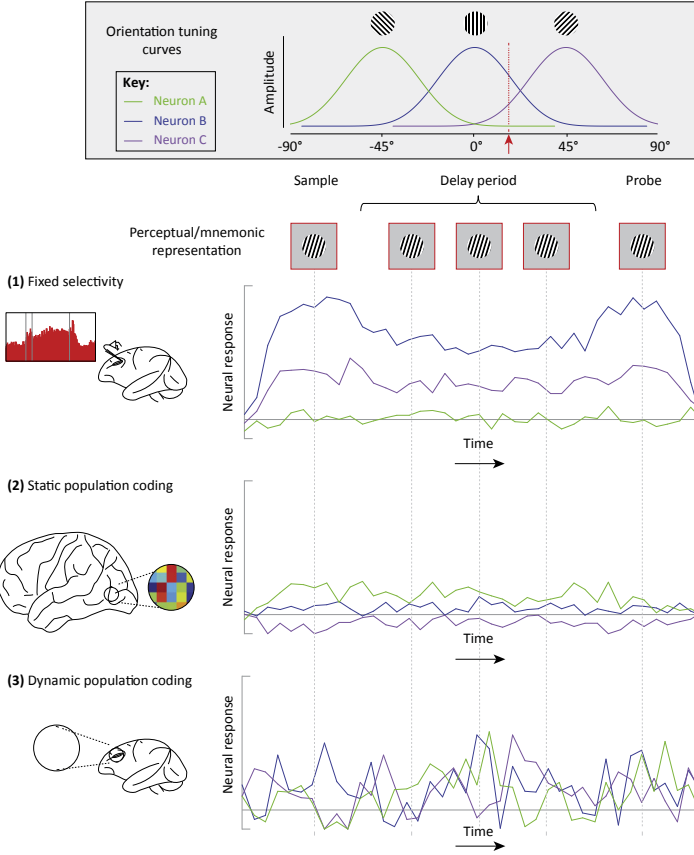 Orientation tuning
curves
Key:
Neuron A
Neuron B
Neuron C
Amplitude
-90°
-45°
0°
45°
90°
Sample
Delay period
Probe
Perceptual/mnemonic
representation
(1) Fixed selectivity
Neural response
Time
(2) Static population coding
Neural response
Time
(3) Dynamic population coding
Neural response
Time